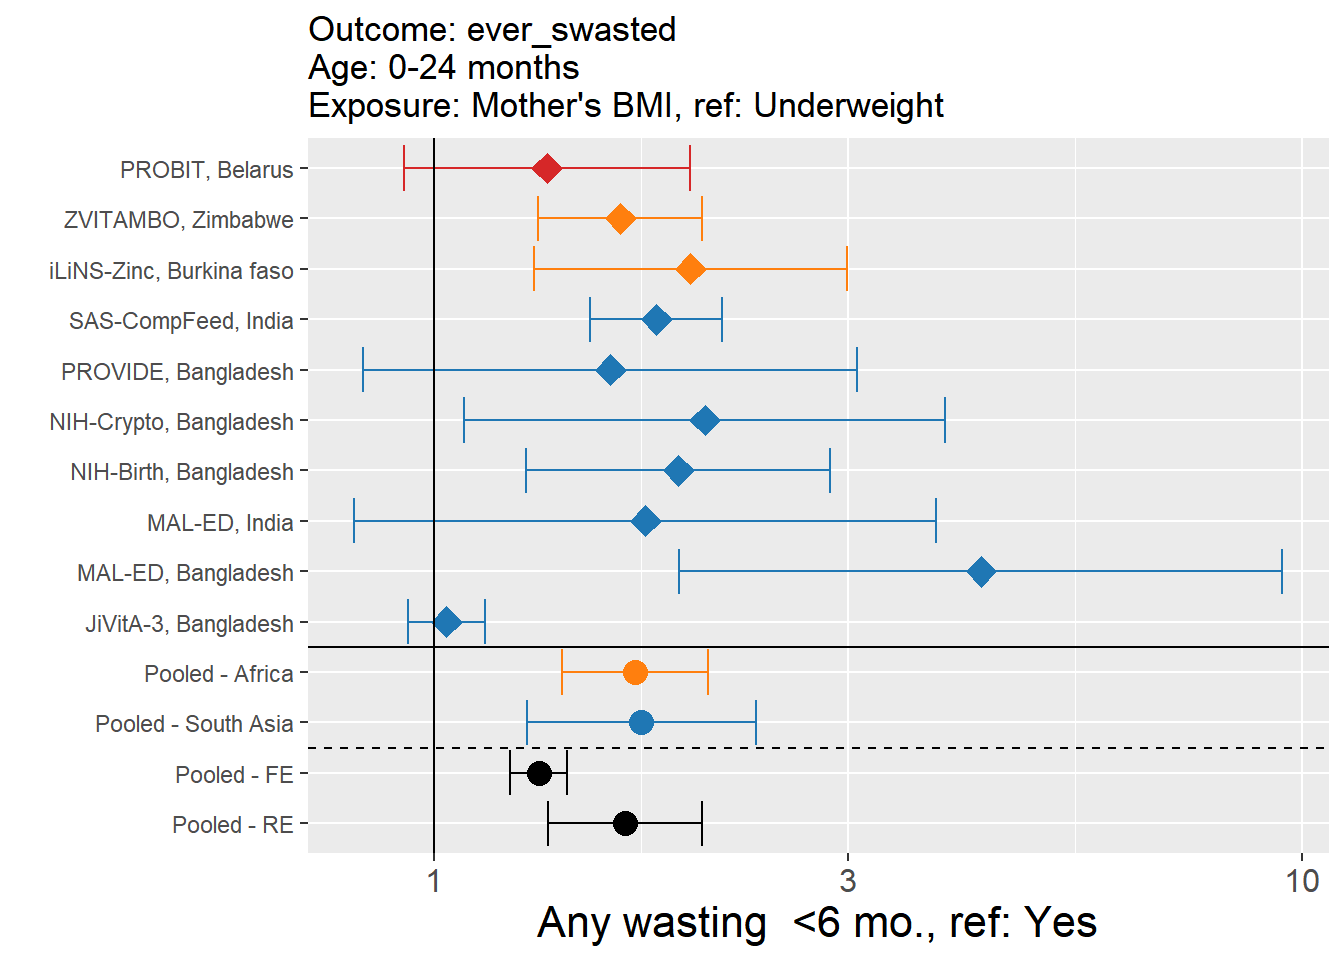 Outcome: ever_swasted
Age: 0-24 months
Exposure: Mother's BMI, ref: Underweight
PROBIT, Belarus
ZVITAMBO, Zimbabwe
iLiNS-Zinc, Burkina faso
SAS-CompFeed, India
PROVIDE, Bangladesh
NIH-Crypto, Bangladesh
NIH-Birth, Bangladesh
MAL-ED, India
MAL-ED, Bangladesh
JiVitA-3, Bangladesh
Pooled - Africa
Pooled - South Asia
Pooled - FE
Pooled - RE
1 3 10
Any wasting  <6 mo., ref: Yes